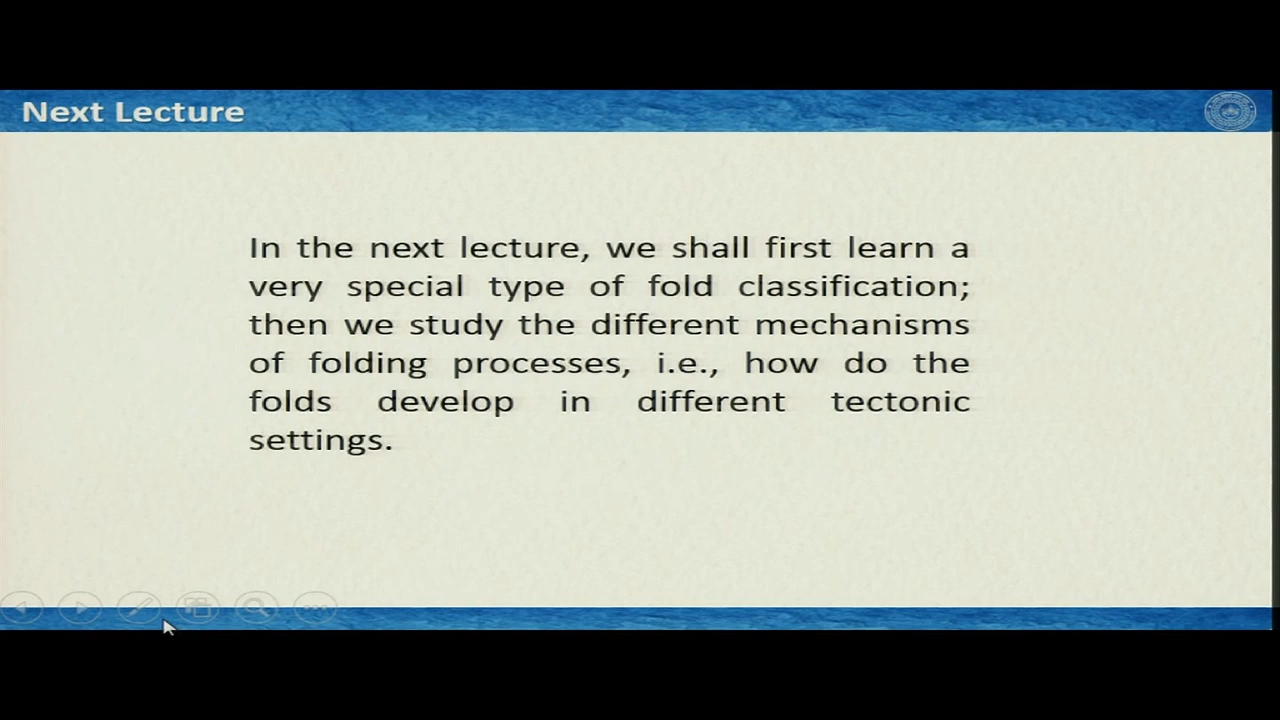 Next Lecture
In the next lecture, we shall first learn a
very special type of fold classification;
then we study the different mechanisms
of folding processes, i.e., how do the
folds develop in different tectonic
settings.